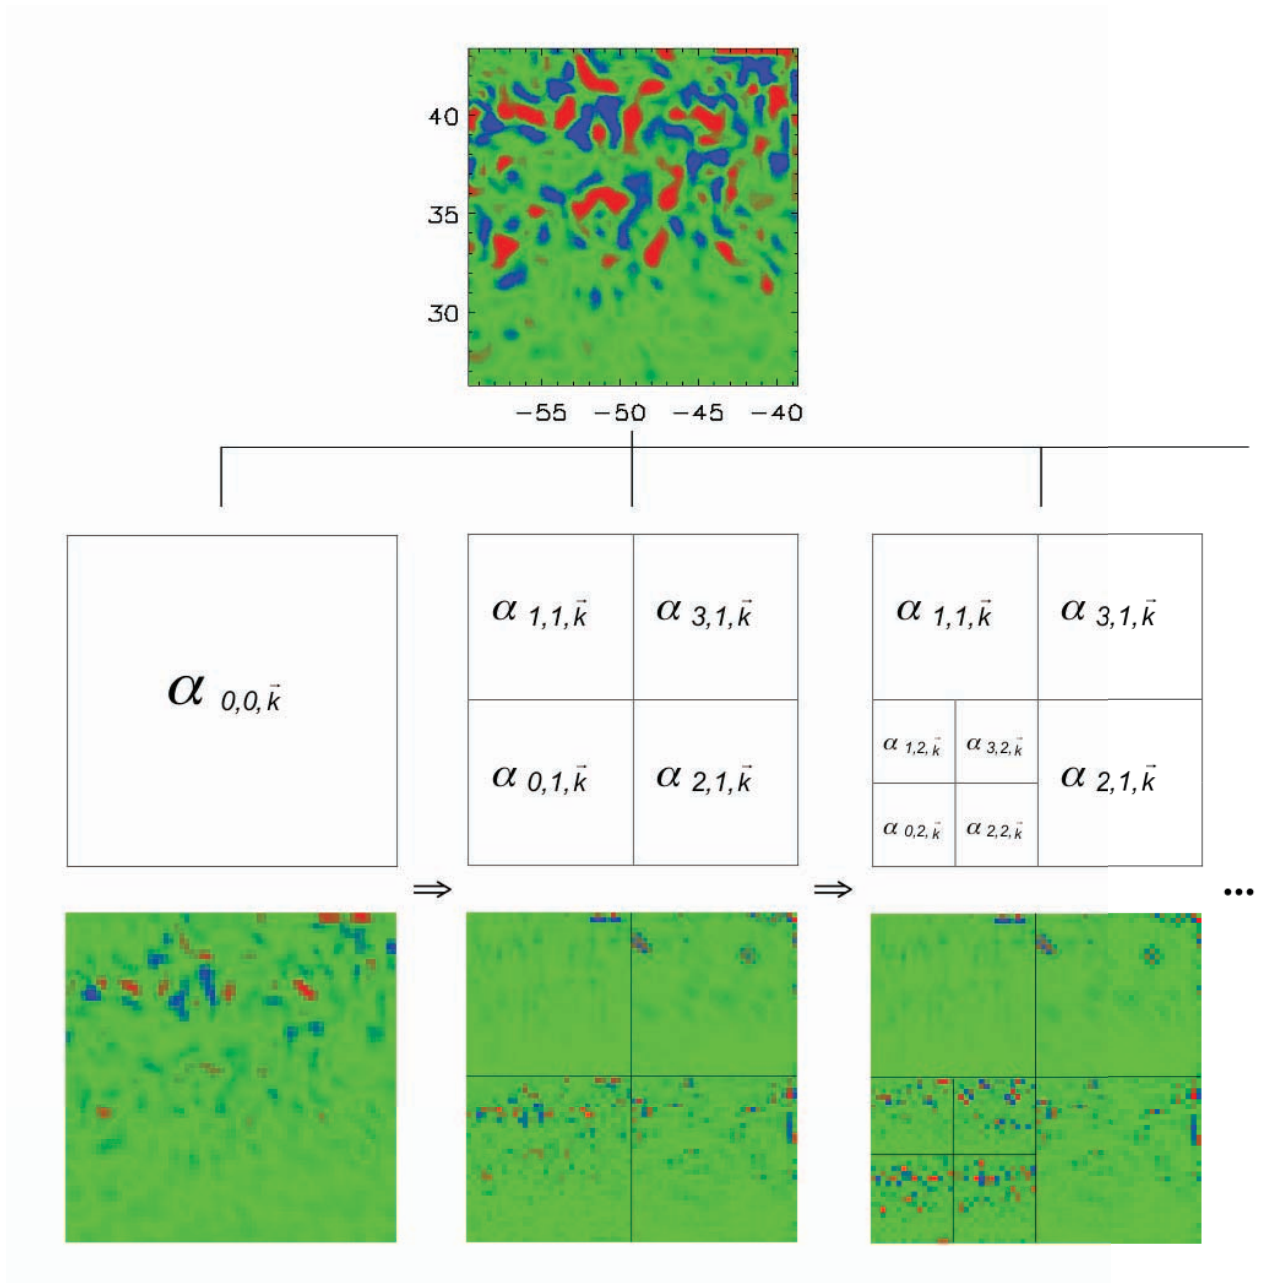 40
35
30
−55 −50 −45 −40
α 0,0,k⃗
α 1,1,k⃗ α 3,1,k⃗
α 0,1,k⃗ α 2,1,k⃗
α 1,1,k⃗ α 3,1,k⃗
α 1,2,k⃗ α 3,2,k⃗
α 0,2,k⃗ α 2,2,k⃗
α 2,1,k⃗
⇒ ⇒ ...